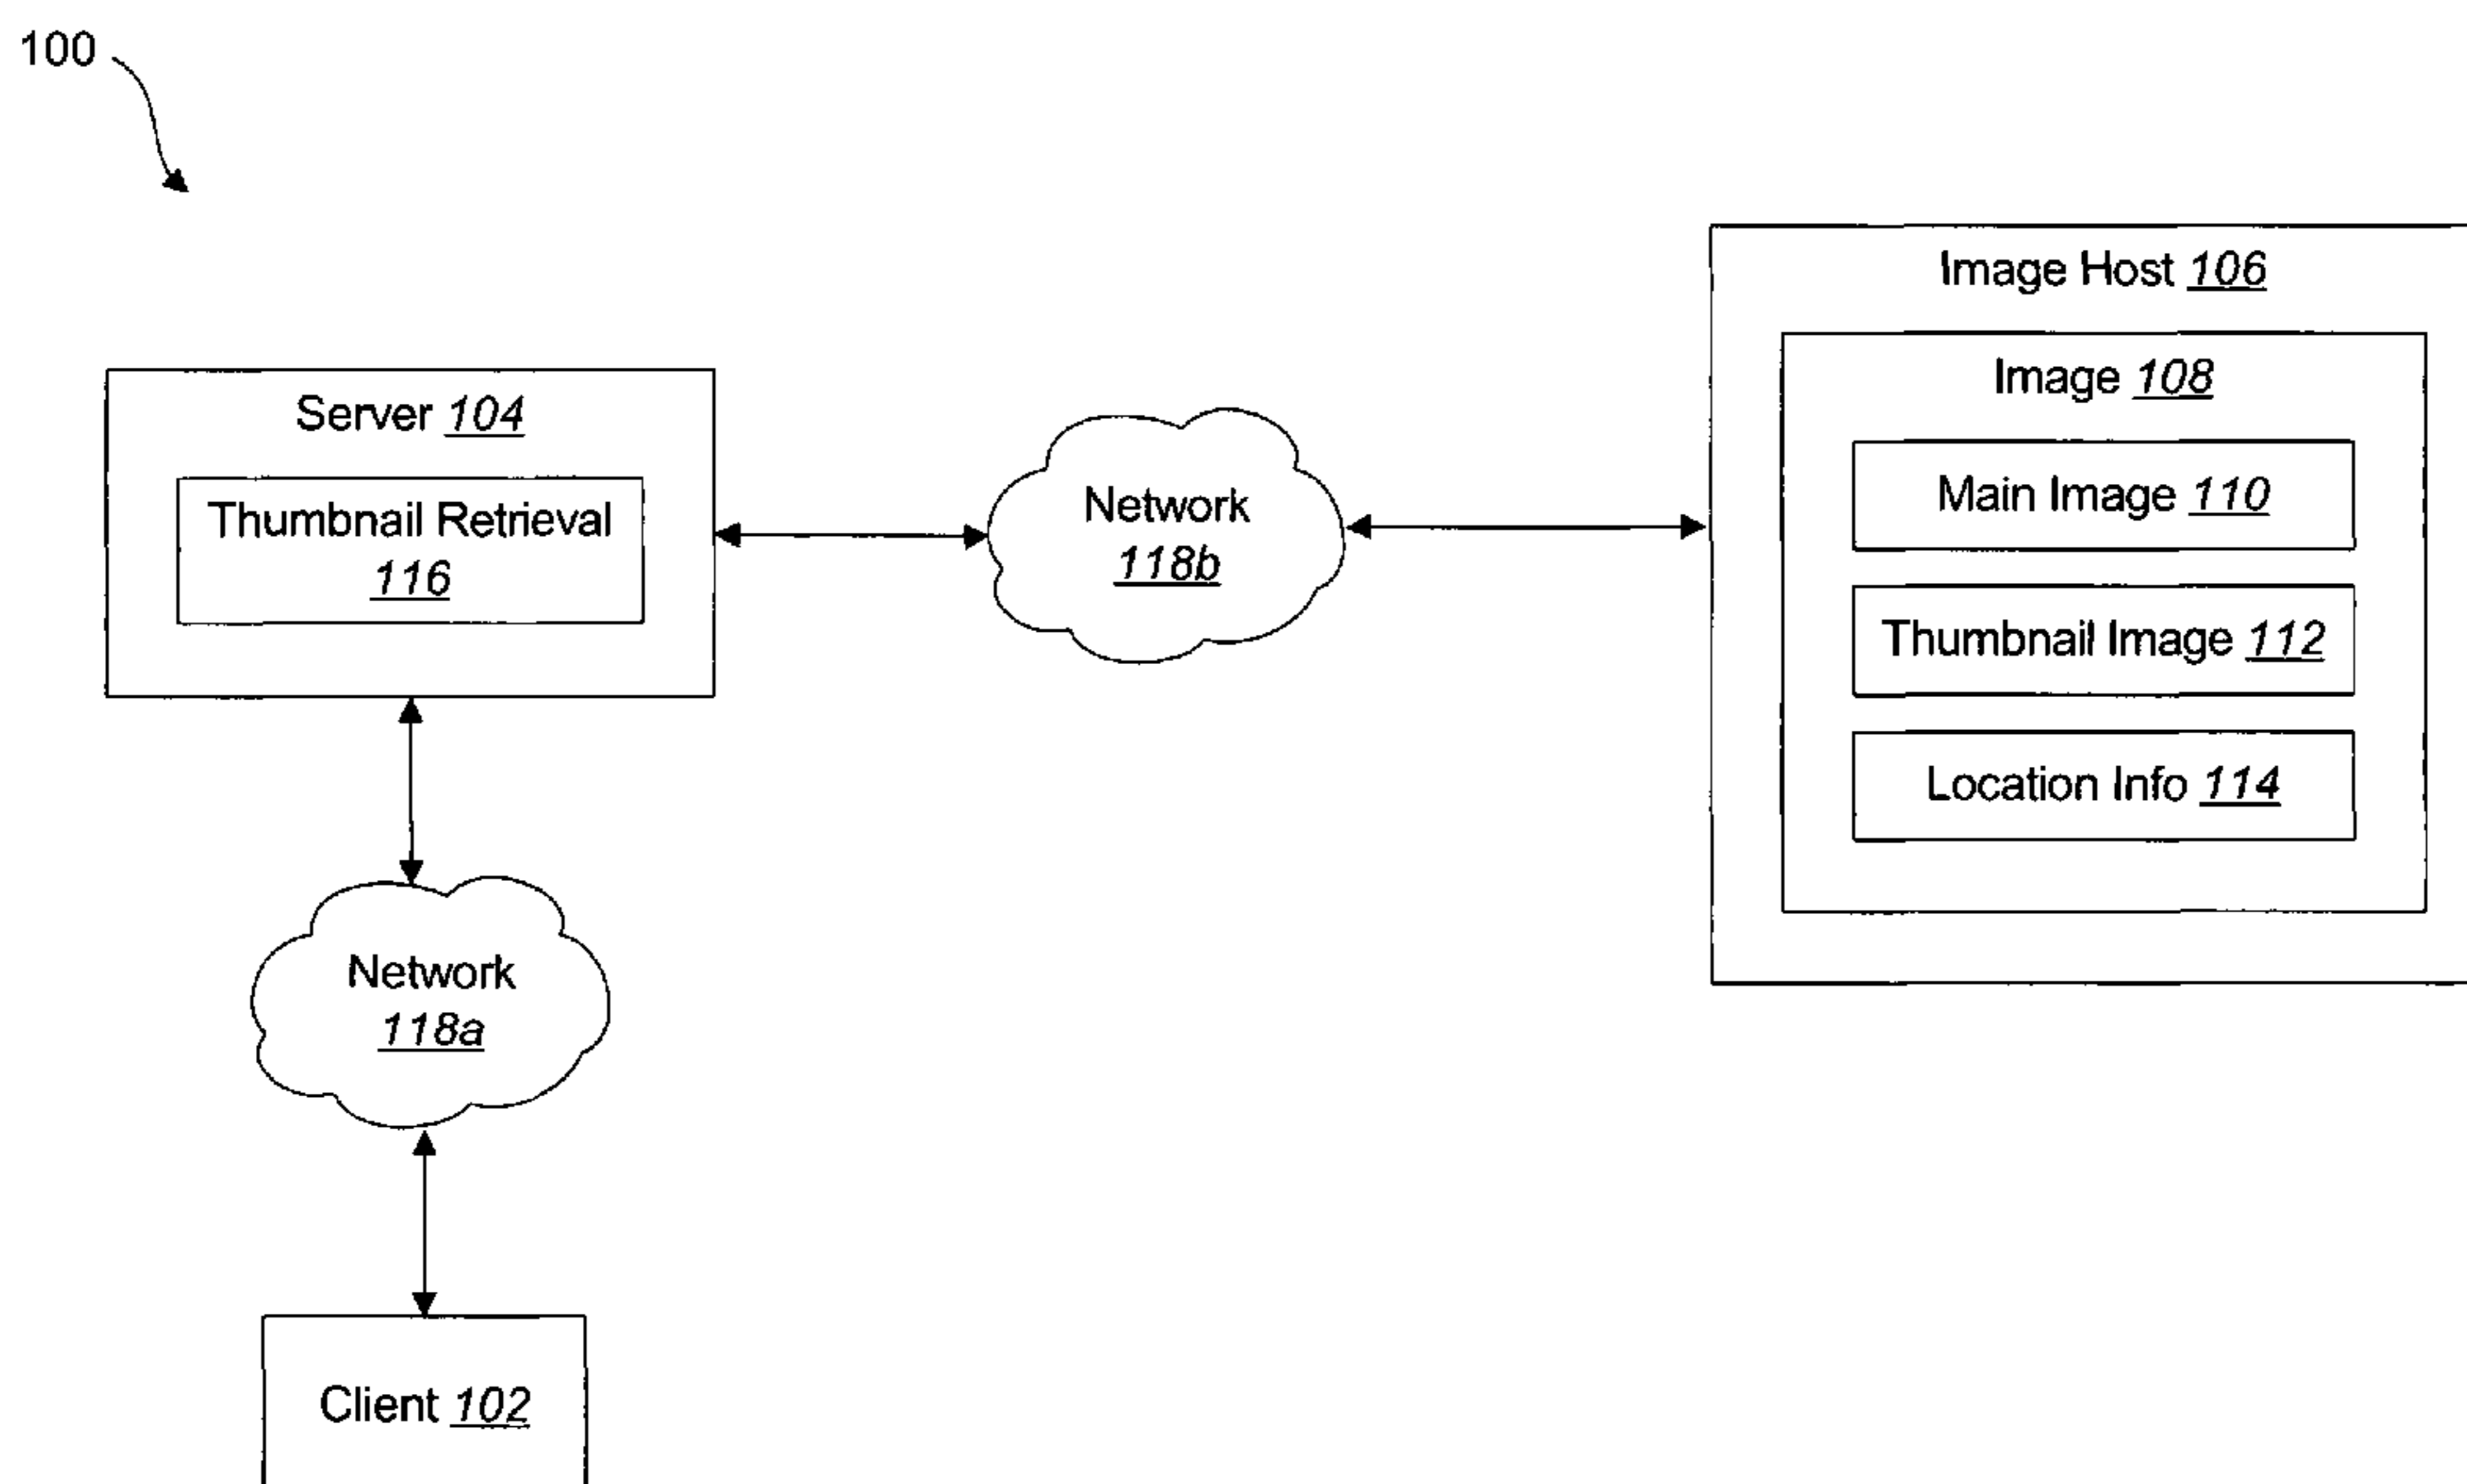 100
Image Host 106
Image 108
Server 104
Main Image 110
Thumbnail Retrieval
116
Network
118b
Thumbnail Image 112
Location Info 114
Network
118a
Client 102